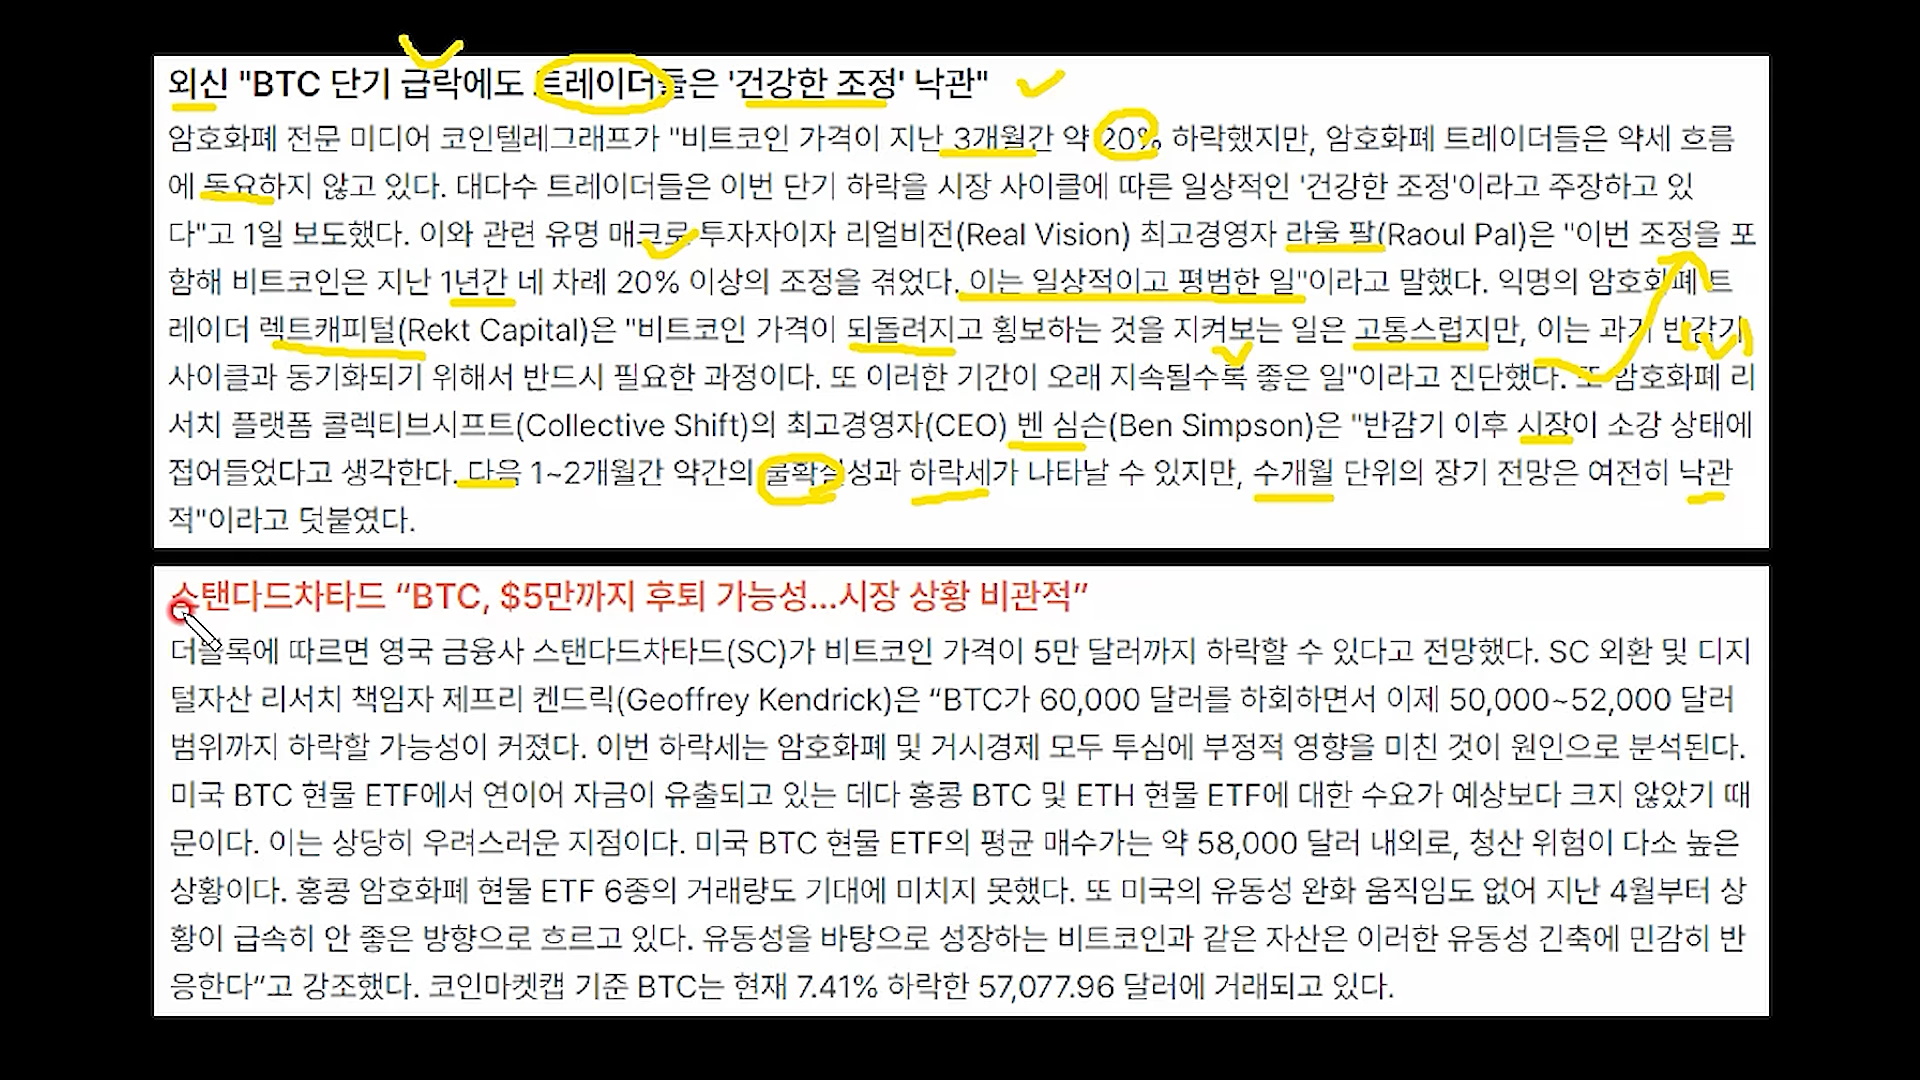 외신 "BTC 단기 급락에도 트레이더들은 '건강한 조정' 낙관"
암호화폐 전문 미디어 코인텔레그래프가 "비트코인 가격이 지난 3개월간 약 20% 하락했지만, 암호화폐 트레이더들은 약세 흐름
에 동요하지 않고 있다. 대다수 트레이더들은 이번 단기 하락을 시장 사이클에 따른 일상적인 '건강한 조정'이라고 주장하고 있
다"고 1일 보도했다. 이와 관련 유명 매크로 투자자이자 리얼비전(Real Vision) 최고경영자 라울 팔(Raoul Pal)은 "이번 조정을 포
함해 비트코인은 지난 1년간 네 차례 20% 이상의 조정을 겪었다. 이는 일상적이고 평범한 일"이라고 말했다. 익명의 암호화폐 트
레이더 렉트캐피털(Rekt Capital)은 "비트코인 가격이 되돌려지고 횡보하는 것을 지켜보는 일은 고통스럽지만, 이는 과거 반감기
사이클과 동기화되기 위해서 반드시 필요한 과정이다. 또 이러한 기간이 오래 지속될수록 좋은 일"이라고 진단했다. 또 암호화폐 리
서치 플랫폼 콜렉티브시프트(Collective Shift)의 최고경영자(CEO) 벤 심슨(Ben Simpson)은 "반감기 이후 시장이 소강 상태에
접어들었다고 생각한다. 다음 1~2개월간 약간의 불확실성과 하락세가 나타날 수 있지만, 수개월 단위의 장기 전망은 여전히 낙관
적"이라고 덧붙였다.
스탠다드차타드 “BTC, $5만까지 후퇴 가능성...시장 상황 비관적”
더블록에 따르면 영국 금융사 스탠다드차타드(SC)가 비트코인 가격이 5만 달러까지 하락할 수 있다고 전망했다. SC 외환 및 디지
털자산 리서치 책임자 제프리 켄드릭(Geoffrey Kendrick)은 “BTC가 60,000 달러를 하회하면서 이제 50,000~52,000 달러
범위까지 하락할 가능성이 커졌다. 이번 하락세는 암호화폐 및 거시경제 모두 투심에 부정적 영향을 미친 것이 원인으로 분석된다.
미국 BTC 현물 ETF에서 연이어 자금이 유출되고 있는 데다 홍콩 BTC 및 ETH 현물 ETF에 대한 수요가 예상보다 크지 않았기 때
문이다. 이는 상당히 우려스러운 지점이다. 미국 BTC 현물 ETF의 평균 매수가는 약 58,000 달러 내외로, 청산 위험이 다소 높은
상황이다. 홍콩 암호화폐 현물 ETF 6종의 거래량도 기대에 미치지 못했다. 또 미국의 유동성 완화 움직임도 없어 지난 4월부터 상
황이 급속히 안 좋은 방향으로 흐르고 있다. 유동성을 바탕으로 성장하는 비트코인과 같은 자산은 이러한 유동성 긴축에 민감히 반
응한다”고 강조했다. 코인마켓캡 기준 BTC는 현재 7.41% 하락한 57,077.96 달러에 거래되고 있다.